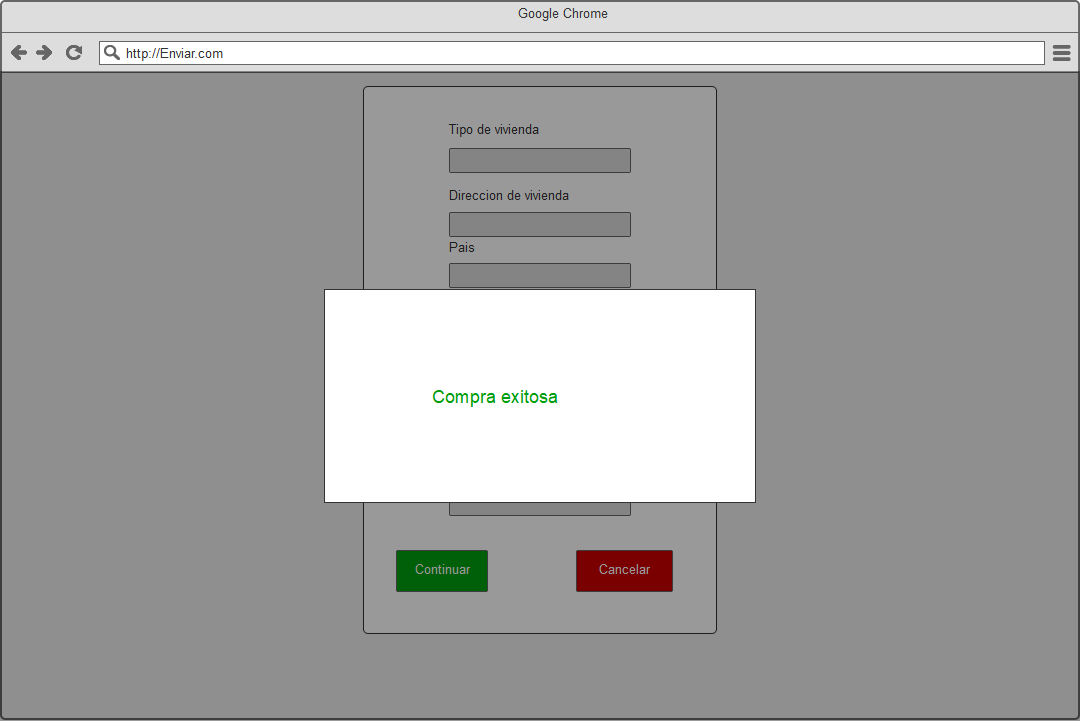 Google Chrome
http://Enviar.com
Tipo de vivienda
Direccion de vivienda
Pais
Compra exitosa
Continuar
Cancelar